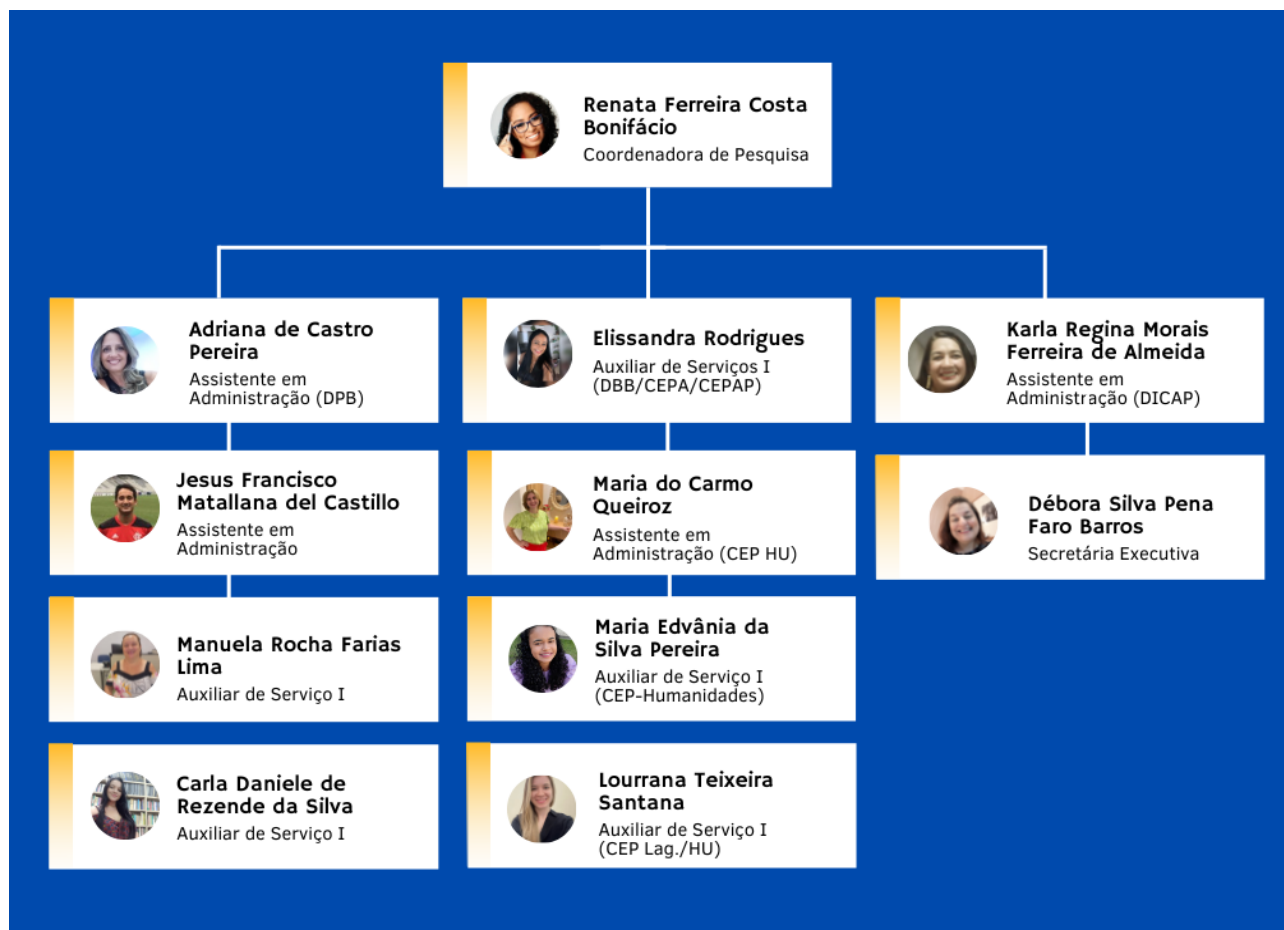 Renata Ferreira Costa
Bonifácio
Coordenadora de Pesquisa
Adriana de Castro
Pereira
Assistente em
Administração (DPB)
Jesus Francisco
Matallana del Castillo
Assistente em
Administração
Manuela Rocha Farias
Lima
Auxiliar de Serviço I
Carla Daniele de
Rezende da Silva
Auxiliar de Serviço I
Elissandra Rodrigues
Auxiliar de Serviços I
(DBB/CEPA/CEPAP)
Maria do Carmo
Queiroz
Assistente em
Administração (CEP HU)
Maria Edvânia da
Silva Pereira
Auxiliar de Serviço I
(CEP-Humanidades)
Lourrana Teixeira
Santana
Auxiliar de Serviço I
(CEP Lag./HU)
Karla Regina Morais
Ferreira de Almeida
Assistente em
Administração (DICAP)
Débora Silva Pena
Faro Barros
Secretária Executiva